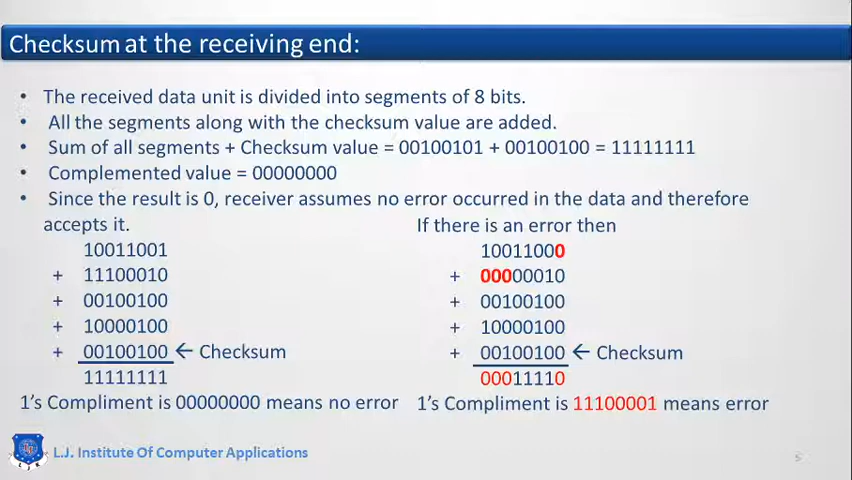 Checksum at the receiving end:
• The received data unit is divided into segments of 8 bits.
• All the segments along with the checksum value are added.
• Sum of all segments + Checksum value = 00100101 + 00100100 = 11111111
• Complemented value = 00000000
• Since the result is 0, receiver assumes no error occurred in the data and therefore
accepts it.
10011001
+ 11100010
+ 00100100
+ 10000100
+ 00100100 ← Checksum
11111111
1's Compliment is 00000000 means no error
If there is an error then
10011000
+ 00000010
+ 00100100
+ 10000100
+ 00100100 ← Checksum
00011110
1's Compliment is 11100001 means error
L.J. Institute Of Computer Applications
5